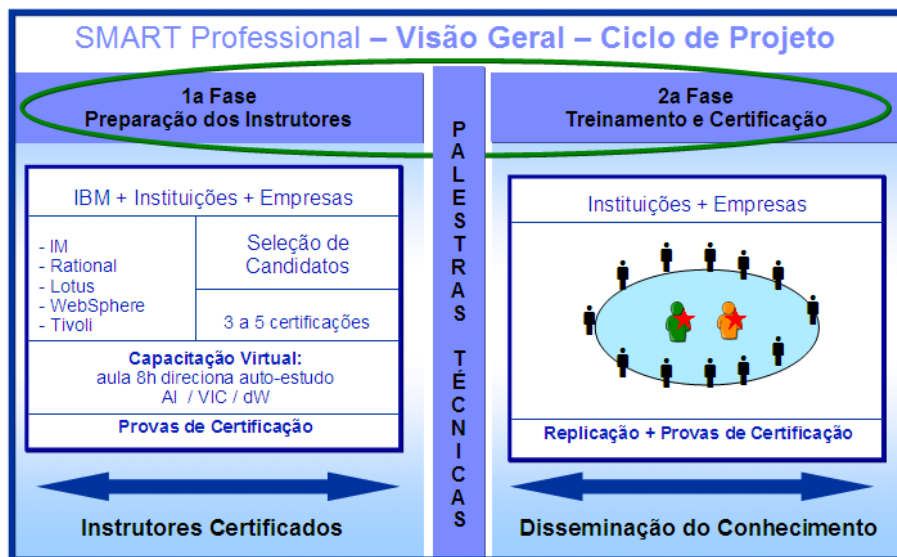 SMART Professional – Visão Geral – Ciclo de Projeto
1a Fase
Preparação dos Instrutores
IBM + Instituições + Empresas
- IM
- Rational
- Lotus
- WebSphere
- Tivoli
Seleção de
Candidatos
3 a 5 certificações
Capacitação Virtual:
aula 8h direciona auto-estudo
AI / VIC / dW
Provas de Certificação
Instrutores Certificados
PALESTRAS TÉCNICAS
2a Fase
Treinamento e Certificação
Instituições + Empresas
Replicação + Provas de Certificação
Disseminação do Conhecimento